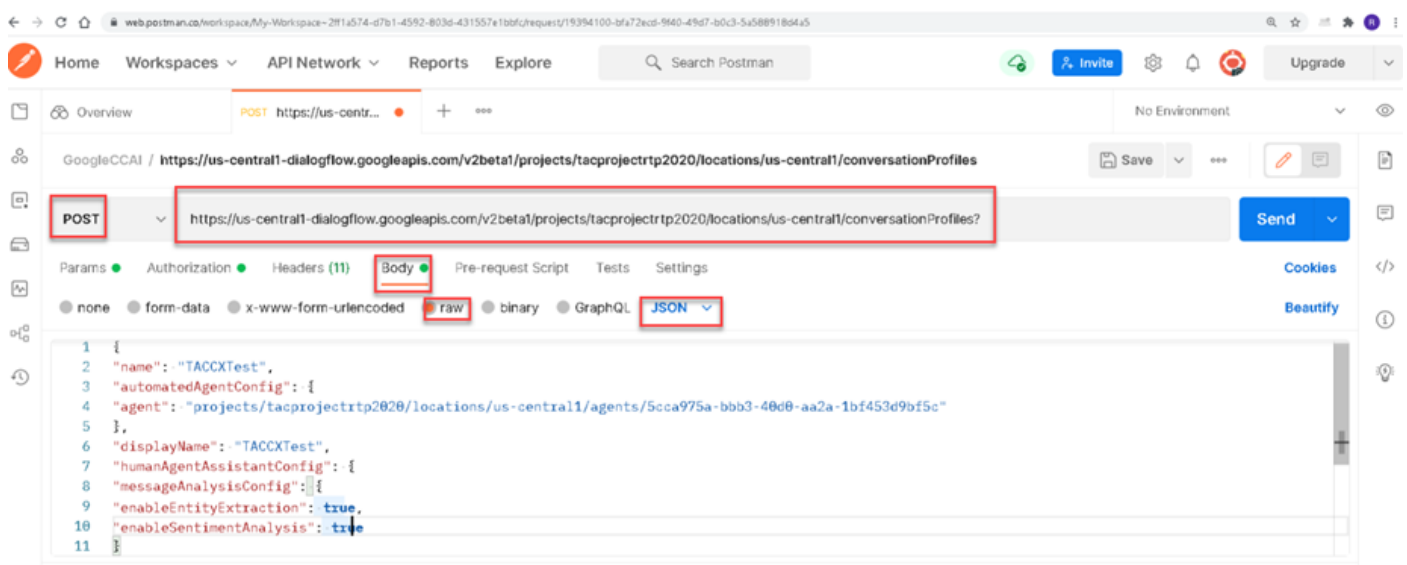 web.postman.co/workspace/My-Workspace~2ff1a574-d7b1-4592-803d-431557e1bbfc/request/19394100-bfa72ecd-9f40-49d7-b0c3-5a588918d4a5
R
Home Workspaces API Network Reports Explore Search Postman Invite Upgrade
Overview POST https://us-centr... + ••• No Environment
GoogleCCAI / https://us-central1-dialogflow.googleapis.com/v2beta1/projects/tacprojectrtp2020/locations/us-central1/conversationProfiles Save •••
POST https://us-central1-dialogflow.googleapis.com/v2beta1/projects/tacprojectrtp2020/locations/us-central1/conversationProfiles? Send
Params Authorization Headers (11) Body Pre-request Script Tests Settings Cookies
none form-data x-www-form-urlencoded raw binary GraphQL JSON Beautify
1 {
2 "name": "TACCXTest",
3 "automatedAgentConfig": {
4 "agent": "projects/tacprojectrtp2020/locations/us-central1/agents/5cca975a-bbb3-40d0-aa2a-1bf453d9bf5c"
5 },
6 "displayName": "TACCXTest",
7 "humanAgentAssistantConfig": {
8 "messageAnalysisConfig": {
9 "enableEntityExtraction": true,
10 "enableSentimentAnalysis": true
11 }